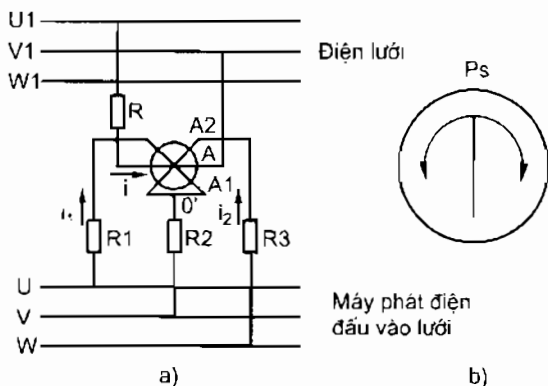 U1
V1
W1
Điện lưới
R
A2
A
A1
i
0'
i₁
i₂
R1
R2
R3
U
V
W
Máy phát điện
đấu vào lưới
a)
Ps
b)